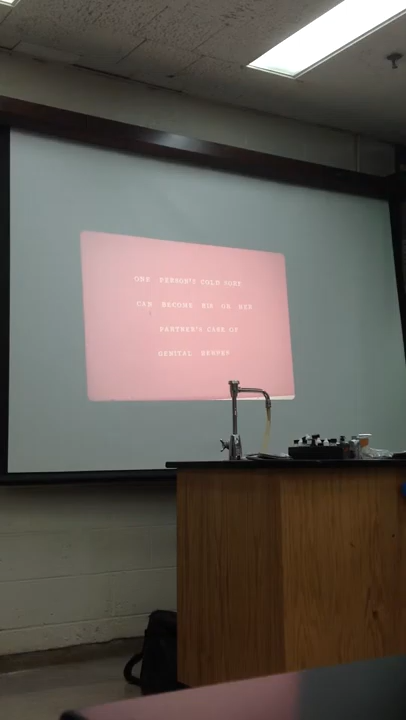 ONE PERSON'S COLD SORE
CAN BECOME HIS OR HER
PARTNER'S CASE OF
GENITAL HERPES